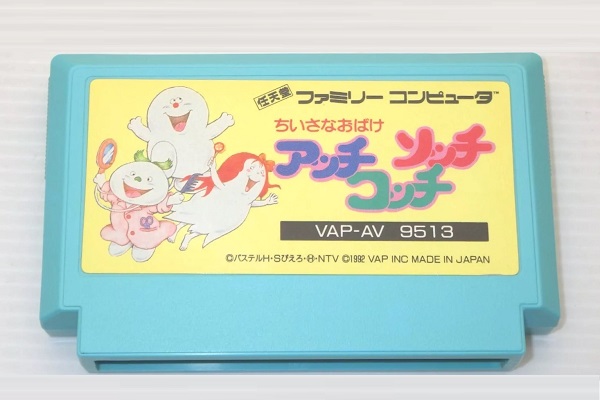 任天堂 ファミリー コンピュータ™
ちいさなおばけ
アッチ コッチ ソッチ
VAP-AV 9513
©パステルH・Sぴえろ・Ⓗ・NTV ©1992 VAP INC MADE IN JAPAN